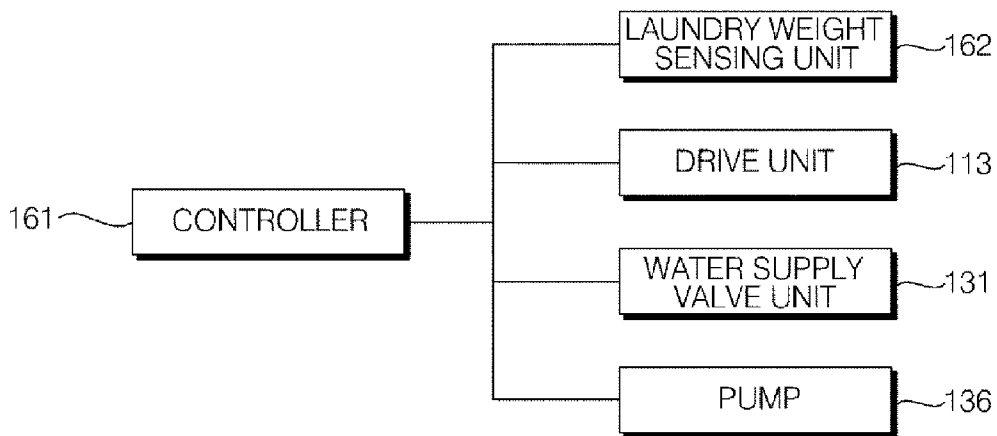 LAUNDRY WEIGHT
SENSING UNIT
162
DRIVE UNIT
113
161
CONTROLLER
WATER SUPPLY
VALVE UNIT
131
PUMP
136